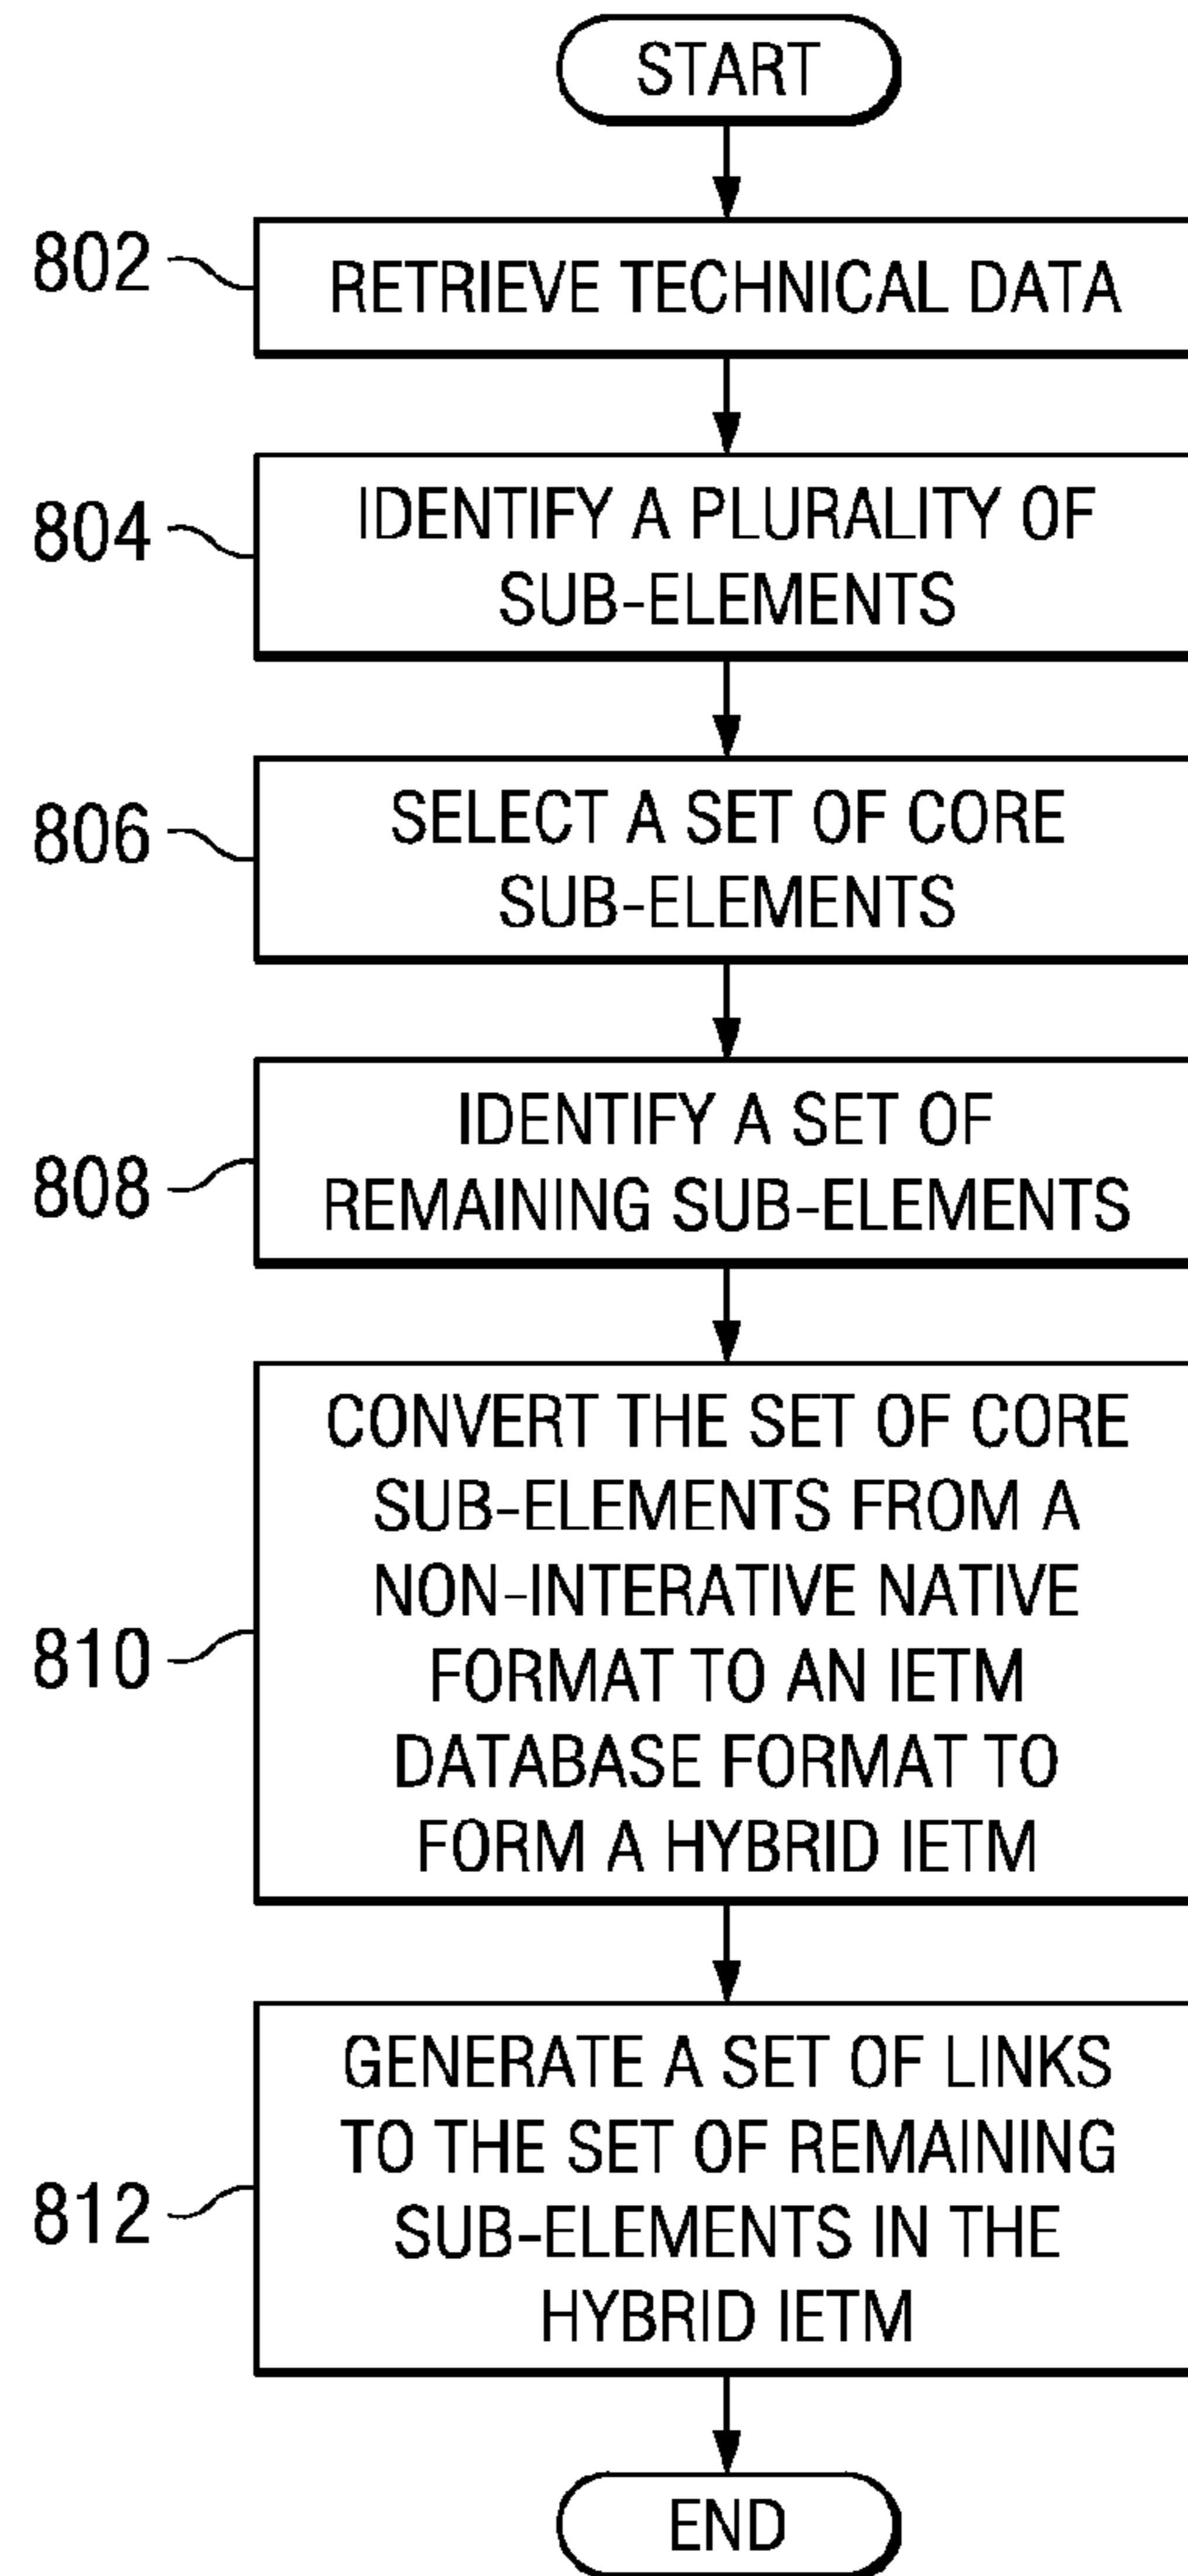 START
802
RETRIEVE TECHNICAL DATA
804
IDENTIFY A PLURALITY OF
SUB-ELEMENTS
806
SELECT A SET OF CORE
SUB-ELEMENTS
808
IDENTIFY A SET OF
REMAINING SUB-ELEMENTS
810
CONVERT THE SET OF CORE
SUB-ELEMENTS FROM A
NON-INTERATIVE NATIVE
FORMAT TO AN IETM
DATABASE FORMAT TO
FORM A HYBRID IETM
812
GENERATE A SET OF LINKS
TO THE SET OF REMAINING
SUB-ELEMENTS IN THE
HYBRID IETM
END